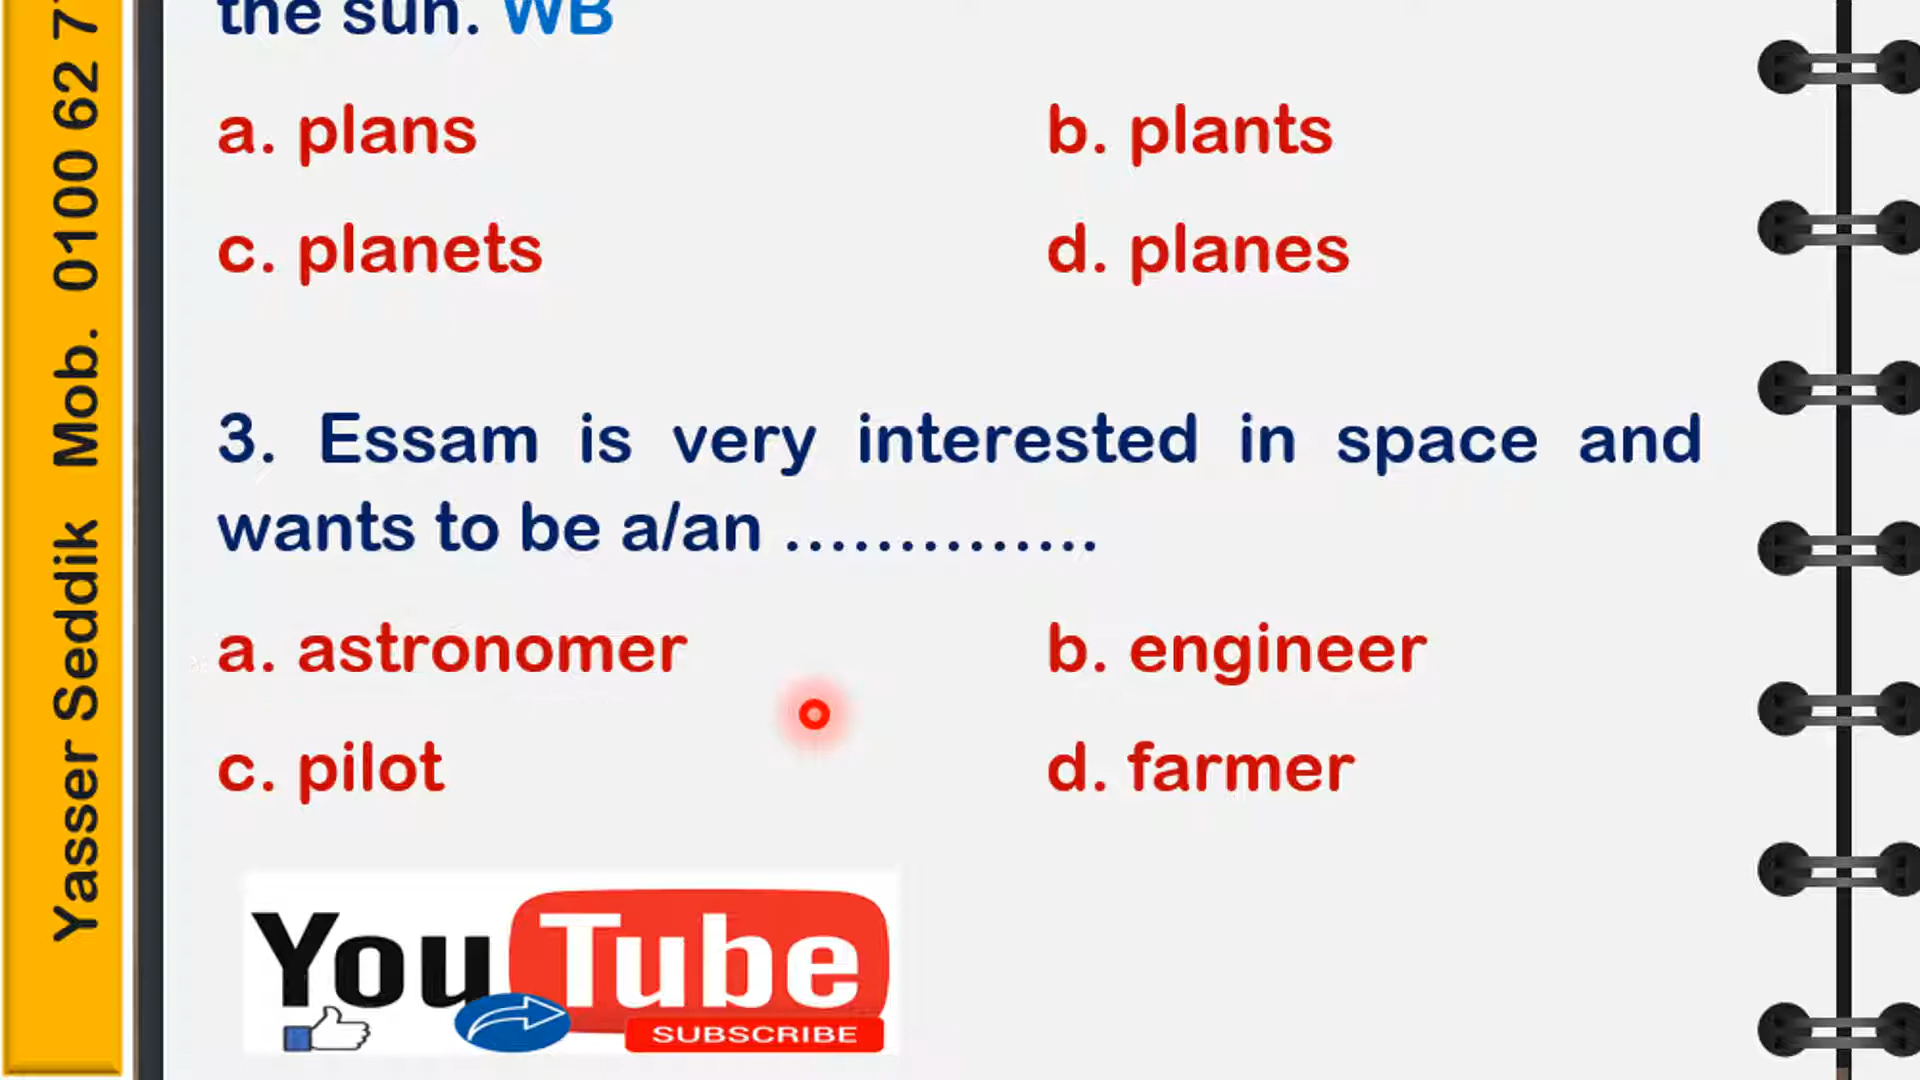 the sun. WB
a. plans
b. plants
c. planets
d. planes
3. Essam is very interested in space and
wants to be a/an ..............
a. astronomer
b. engineer
c. pilot
d. farmer
YouTube
SUBSCRIBE
Yasser Seddik Mob. 0100 62